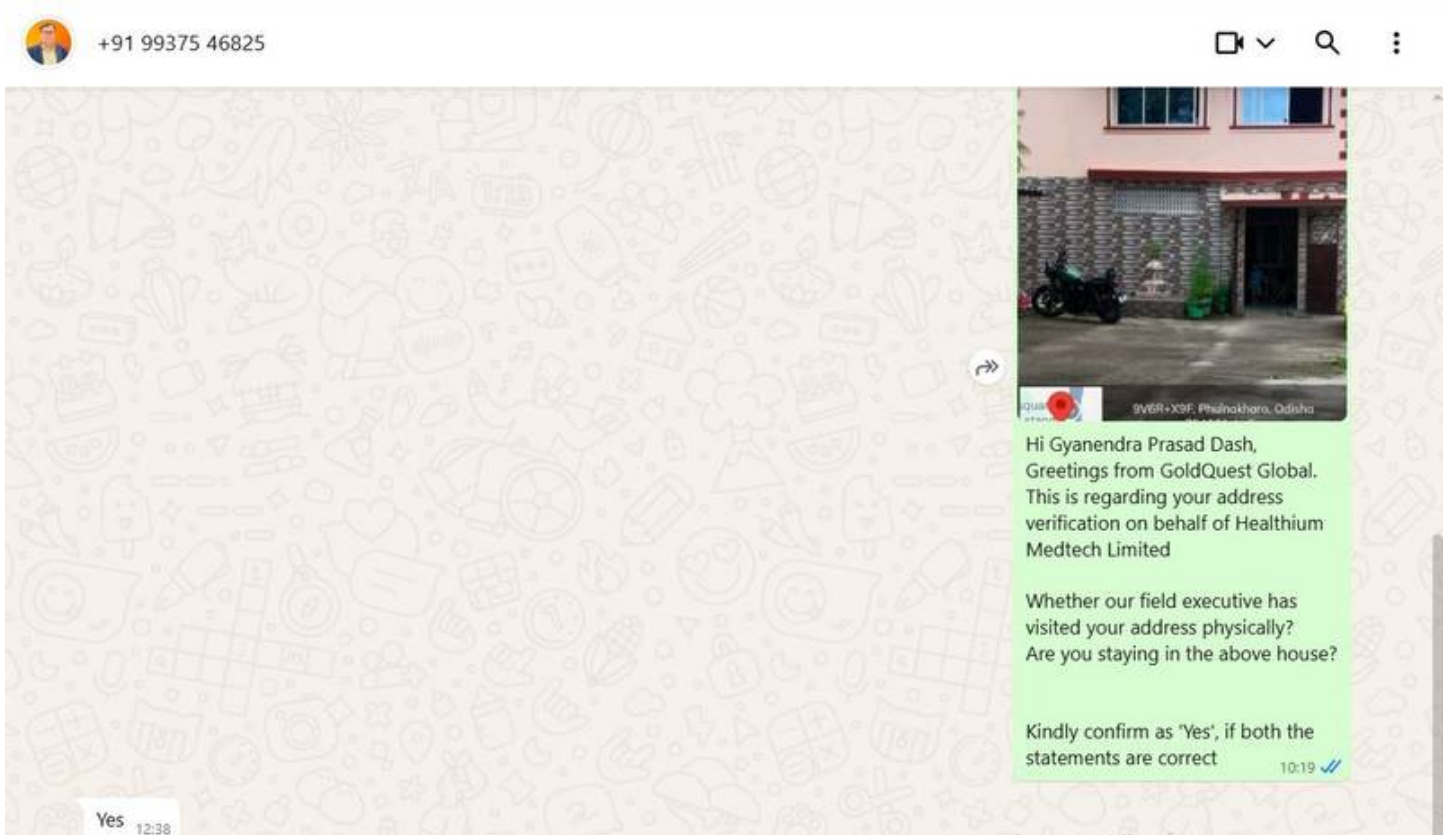 +91 99375 46825
9V6R+X9F, Phulnakhara, Odisha
Hi Gyanendra Prasad Dash,
Greetings from GoldQuest Global.
This is regarding your address
verification on behalf of Healthium
Medtech Limited
Whether our field executive has
visited your address physically?
Are you staying in the above house?
Kindly confirm as 'Yes', if both the
statements are correct
10:19
Yes
12:38